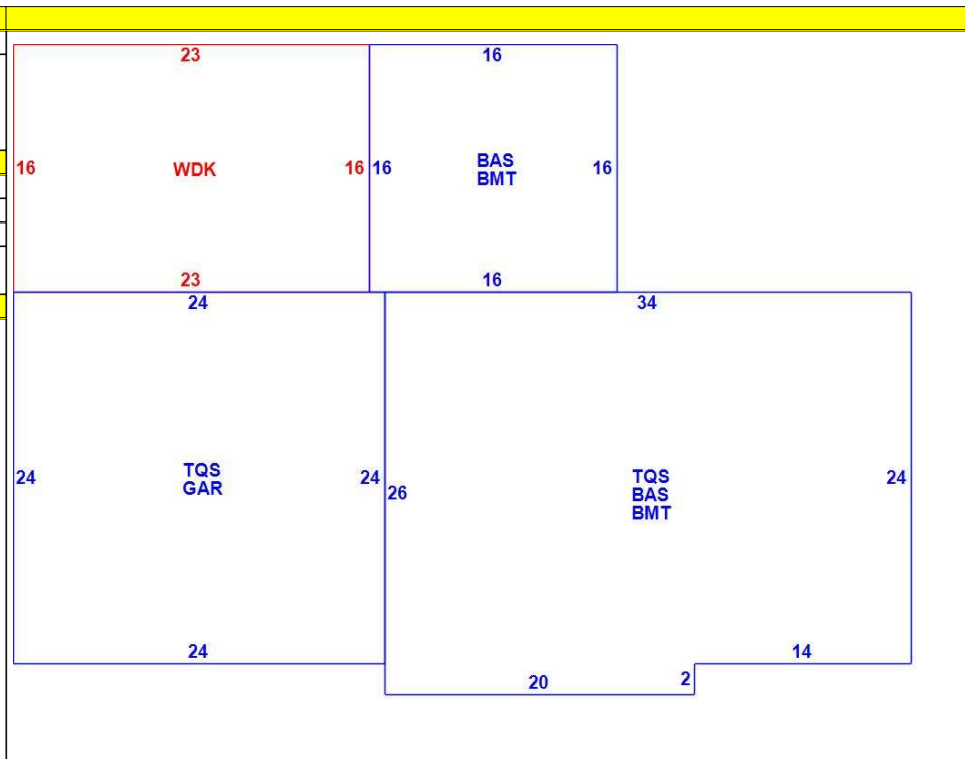 23
16
16 WDK 16
16 BAS 16
BMT
23
16
24
34
24 TQS 24
GAR
26 TQS 24
BAS
BMT
24
14
20 2